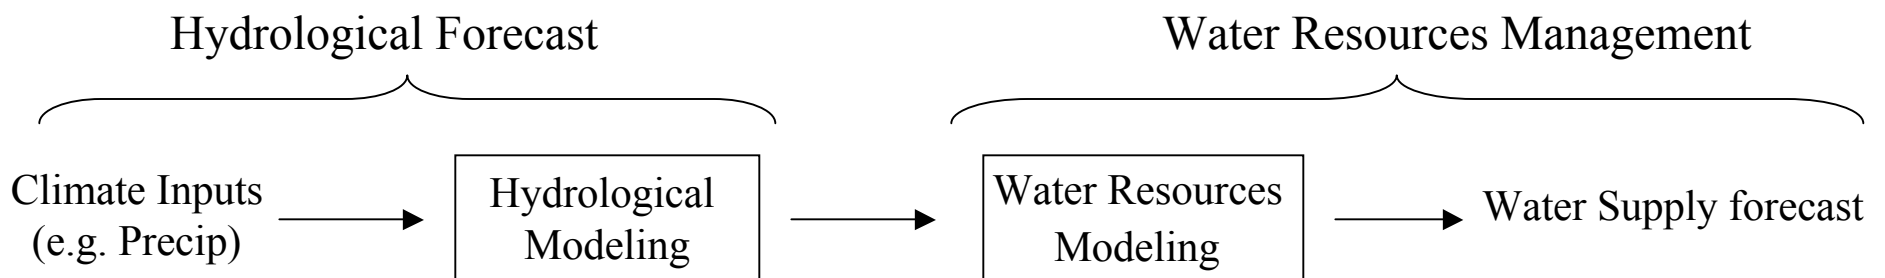 Hydrological Forecast
Water Resources Management
Climate Inputs
(e.g. Precip)
Hydrological
Modeling
Water Resources
Modeling
Water Supply forecast